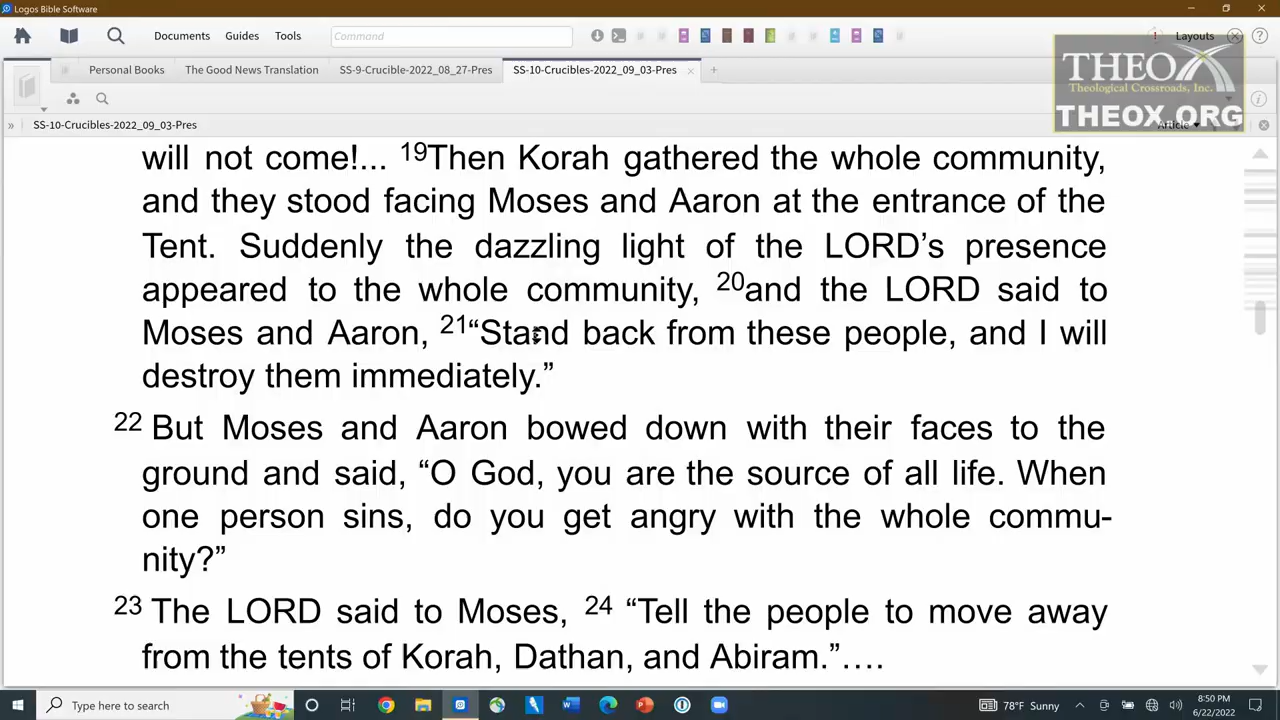 Logos Bible Software
Documents Guides Tools Command Layouts
THEOX
Theological Crossroads, Inc.
THEOX.ORG
Personal Books The Good News Translation SS-9-Crucibles-2022_08_27-Pres SS-10-Crucibles-2022_09_03-Pres
SS-10-Crucibles-2022_09_03-Pres Article
will not come!... 19Then Korah gathered the whole community,
and they stood facing Moses and Aaron at the entrance of the
Tent. Suddenly the dazzling light of the LORD’s presence
appeared to the whole community, 20and the LORD said to
Moses and Aaron, 21“Stand back from these people, and I will
destroy them immediately.”
22 But Moses and Aaron bowed down with their faces to the
ground and said, “O God, you are the source of all life. When
one person sins, do you get angry with the whole commu-
nity?”
23 The LORD said to Moses, 24 “Tell the people to move away
from the tents of Korah, Dathan, and Abiram.”....
Type here to search
78°F Sunny
8:50 PM
6/22/2022